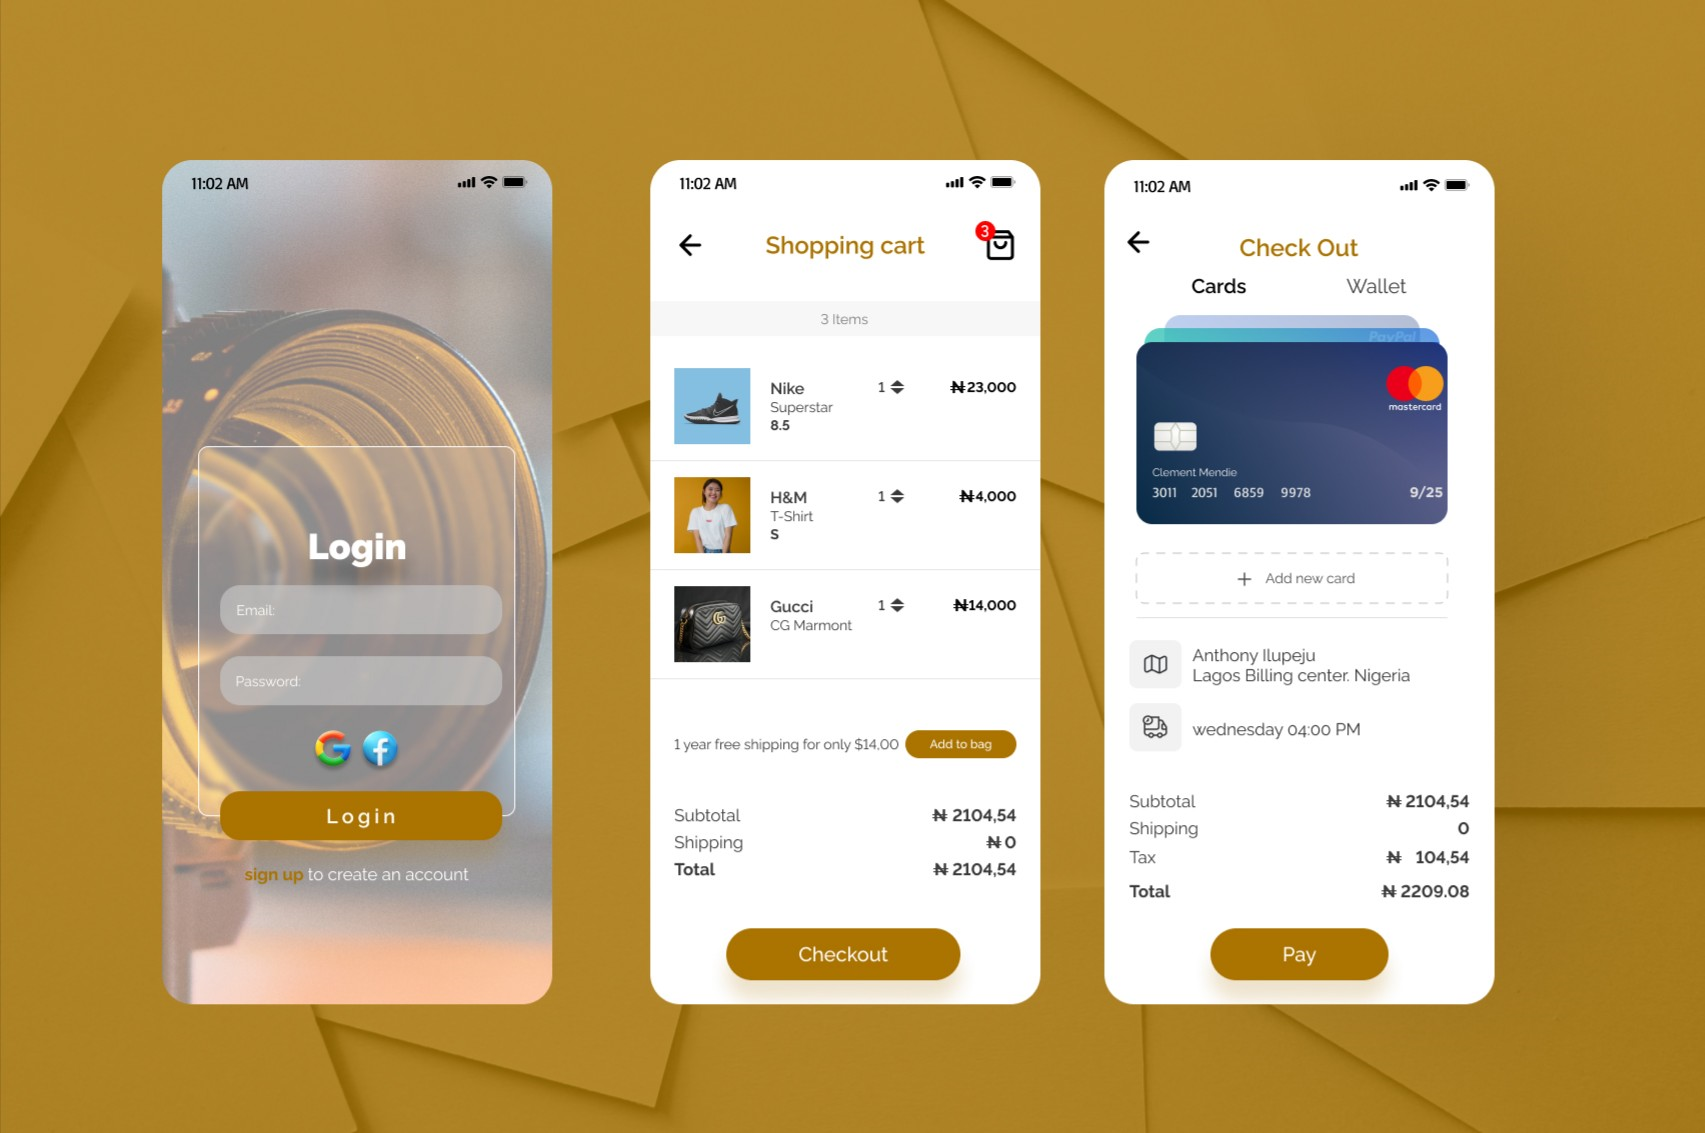 11:02 AM
Login
Email:
Password:
Login
sign up to create an account
11:02 AM
3
Shopping cart
3 Items
Nike 1 ₦23,000
Superstar
8.5
H&M 1 ₦4,000
T-Shirt
S
Gucci 1 ₦14,000
CG Marmont
1 year free shipping for only $14,00 Add to bag
Subtotal ₦ 2104,54
Shipping ₦ 0
Total ₦ 2104,54
Checkout
11:02 AM
Check Out
Cards Wallet
PayPal
mastercard
Clement Mendie
3011 2051 6859 9978 9/25
+ Add new card
Anthony Ilupeju
Lagos Billing center. Nigeria
wednesday 04:00 PM
Subtotal ₦ 2104,54
Shipping 0
Tax ₦ 104,54
Total ₦ 2209.08
Pay